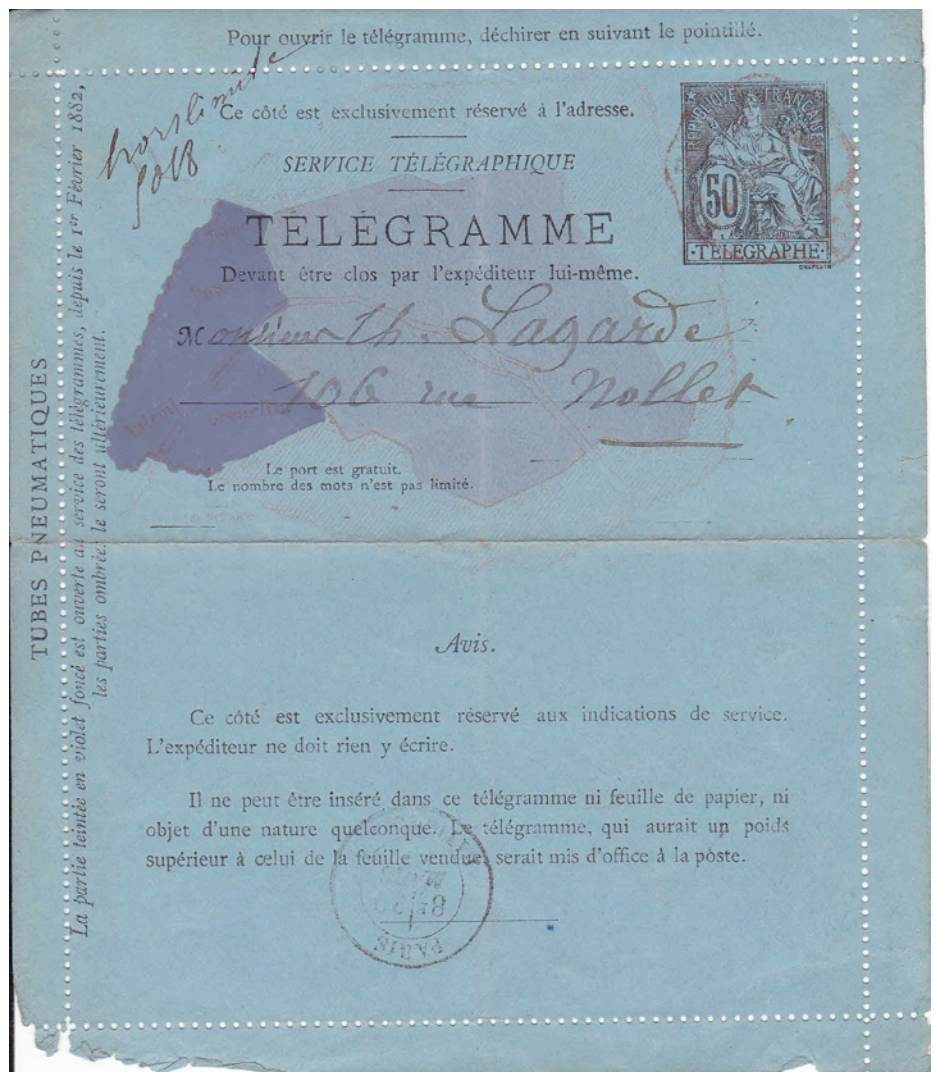 Pour ouvrir le télégramme, déchirer en suivant le pointillé.
hors limite
Ce côté est exclusivement réservé à l'adresse.
SERVICE TÉLÉGRAPHIQUE
TÉLÉGRAMME
Devant être clos par l'expéditeur lui-même.
REPUBLIQUE FRANÇAISE
50
TÉLÉGRAPHE
CHAPLAIN
Monsieur Th. Lagarde
106 rue Nollet
Passy
Auteuil
Grenelle
Le port est gratuit.
Le nombre des mots n'est pas limité.
TUBES PNEUMATIQUES
La partie teintée en violet foncé est ouverte au service des télégrammes, depuis le 1er Février 1882,
les parties ombrées le seront ultérieurement.
Avis.
Ce côté est exclusivement réservé aux indications de service.
L'expéditeur ne doit rien y écrire.
Il ne peut être inséré dans ce télégramme ni feuille de papier, ni
objet d'une nature quelconque. Le télégramme, qui aurait un poids
supérieur à celui de la feuille vendue, serait mis d'office à la poste.
PARIS